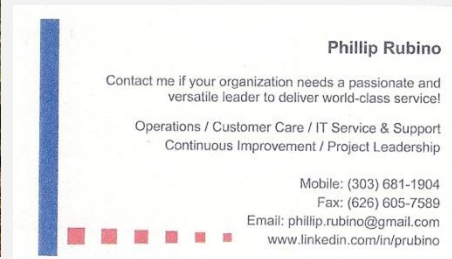 Phillip Rubino
Contact me if your organization needs a passionate and
versatile leader to deliver world-class service!
Operations / Customer Care / IT Service & Support
Continuous Improvement / Project Leadership
Mobile: (303) 681-1904
Fax: (626) 605-7589
Email: phillip.rubino@gmail.com
www.linkedin.com/in/prubino